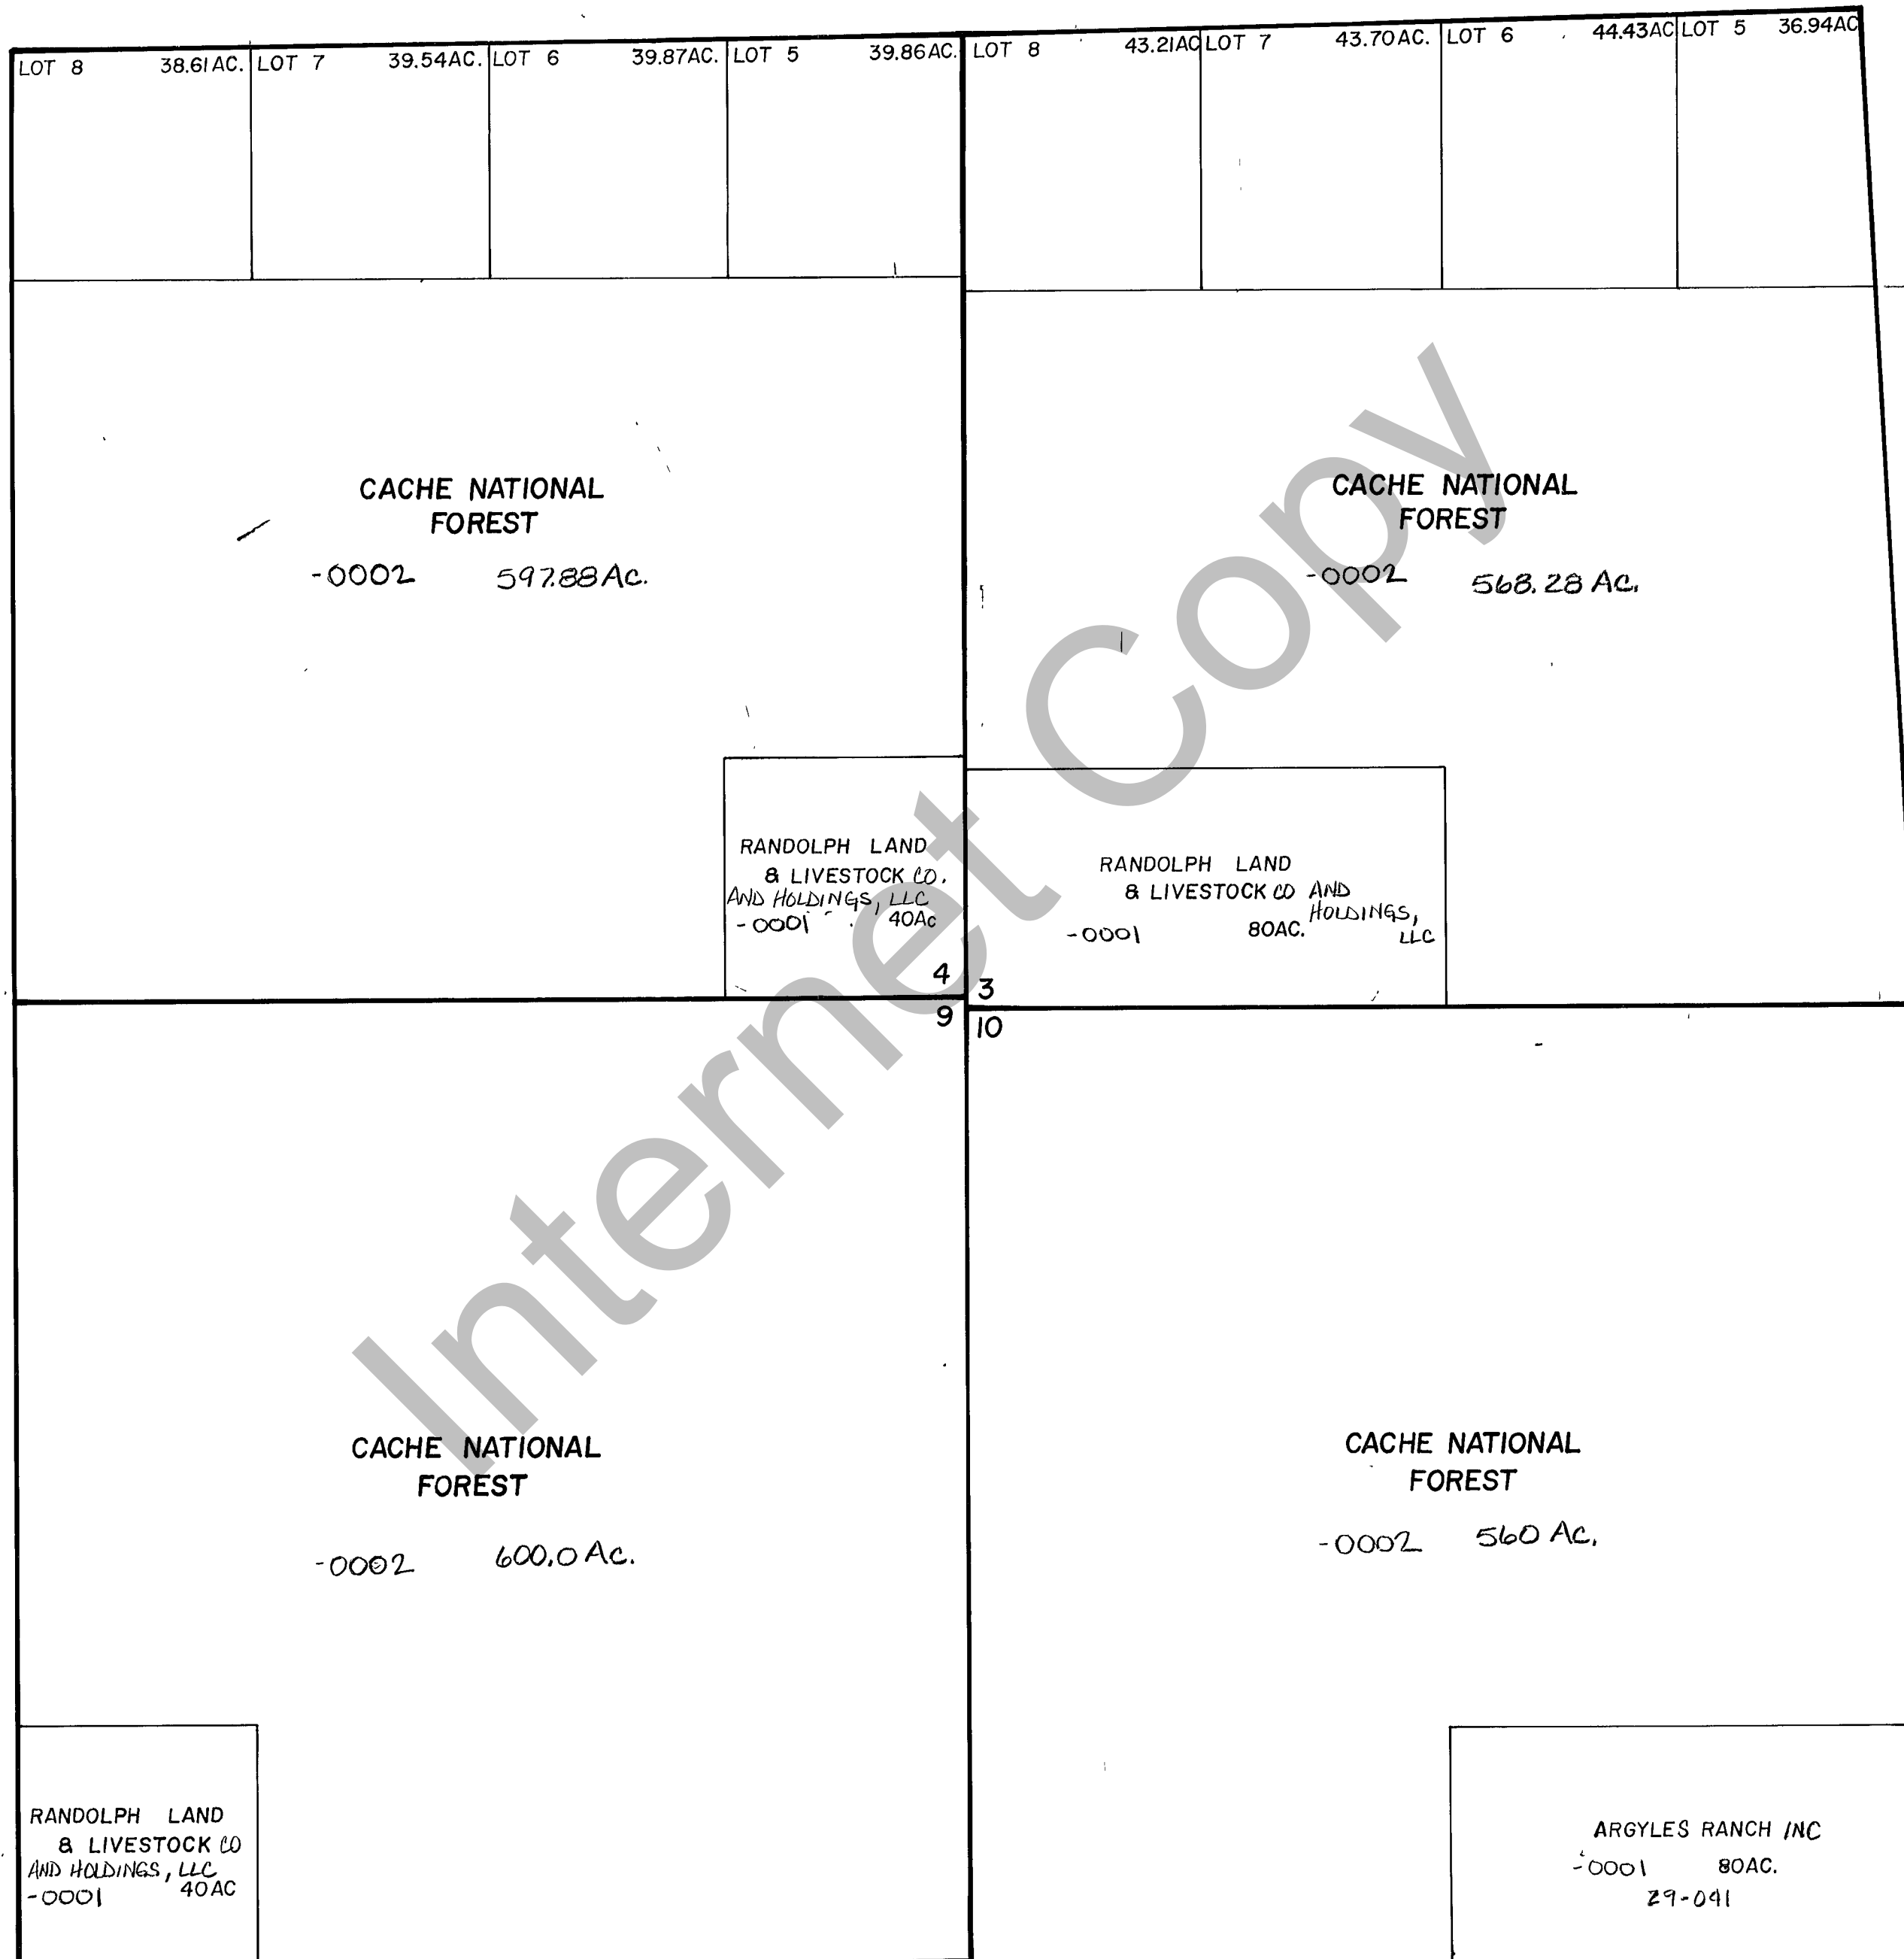 LOT 8 38.61AC. LOT 7 39.54AC. LOT 6 39.87AC. LOT 5 39.86AC. LOT 8 43.21AC LOT 7 43.70AC. LOT 6 44.43AC LOT 5 36.94AC
CACHE NATIONAL
FOREST
-0002 597.88 AC.
CACHE NATIONAL
FOREST
-0002 568.28 AC.
RANDOLPH LAND
& LIVESTOCK CO.
AND HOLDINGS, LLC
-0001 40AC
4
RANDOLPH LAND
& LIVESTOCK CO AND
HOLDINGS,
-0001 80AC. LLC
3
9
10
Internet Copy
CACHE NATIONAL
FOREST
-0002 600.0 AC.
CACHE NATIONAL
FOREST
-0002 560 AC.
RANDOLPH LAND
& LIVESTOCK CO
AND HOLDINGS, LLC
-0001 40AC
ARGYLES RANCH INC
-0001 80AC.
29-041